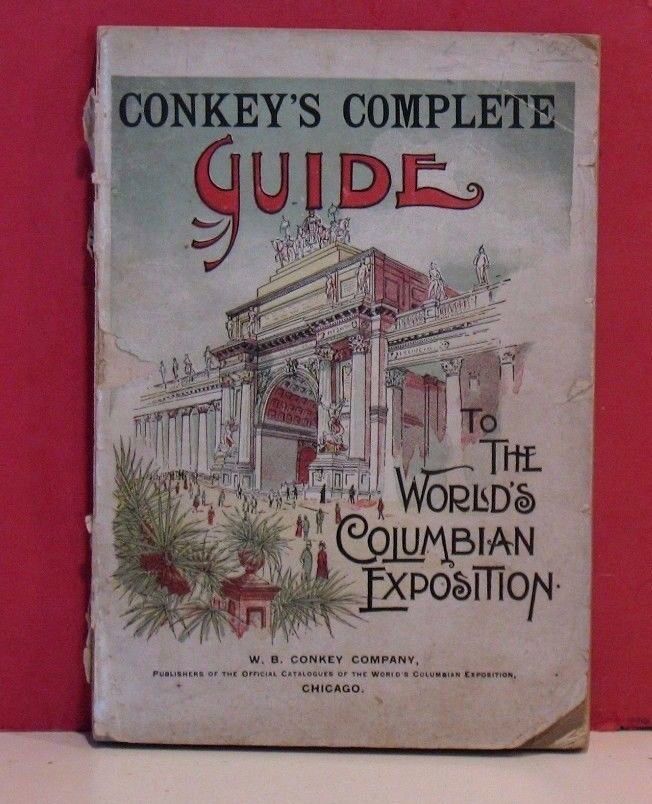 CONKEY'S COMPLETE
GUIDE
TO
THE
WORLD'S
COLUMBIAN
EXPOSITION.
W. B. CONKEY COMPANY,
PUBLISHERS OF THE OFFICIAL CATALOGUES OF THE WORLD'S COLUMBIAN EXPOSITION,
CHICAGO.